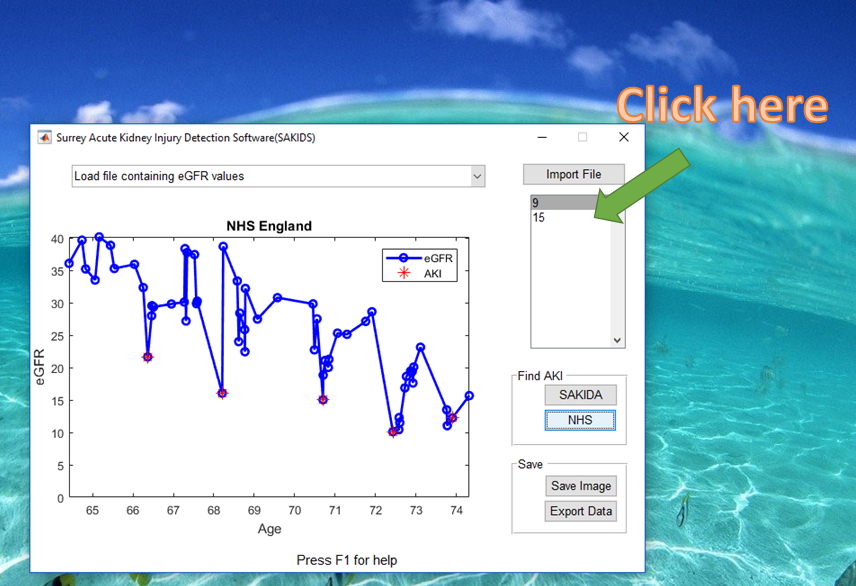 Click here
Surrey Acute Kidney Injury Detection Software(SAKIDS)
Load file containing eGFR values
Import File
9
15
NHS England
eGFR
AKI
40
35
30
25
20
15
10
5
0
eGFR
65 66 67 68 69 70 71 72 73 74
Age
Find AKI
SAKIDA
NHS
Save
Save Image
Export Data
Press F1 for help